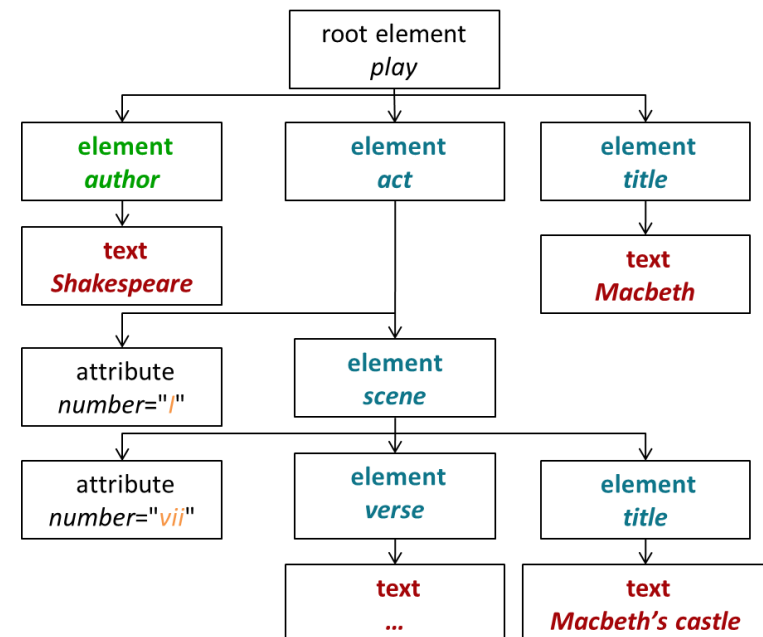 root element
play
element
author
element
act
element
title
text
Shakespeare
text
Macbeth
attribute
number="I"
element
scene
attribute
number="vii"
element
verse
element
title
text
...
text
Macbeth's castle